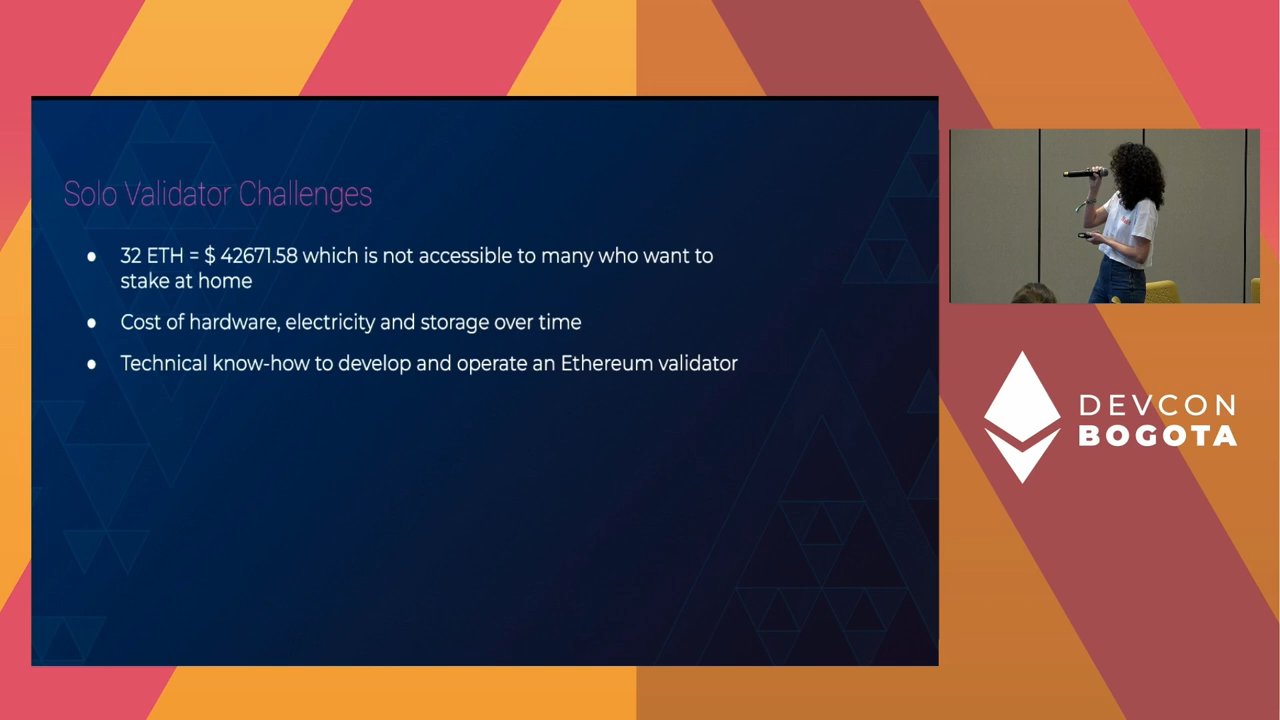 Solo Validator Challenges
● 32 ETH = $ 42671.58 which is not accessible to many who want to
stake at home
● Cost of hardware, electricity and storage over time
● Technical know-how to develop and operate an Ethereum validator
DEVCON
BOGOTA